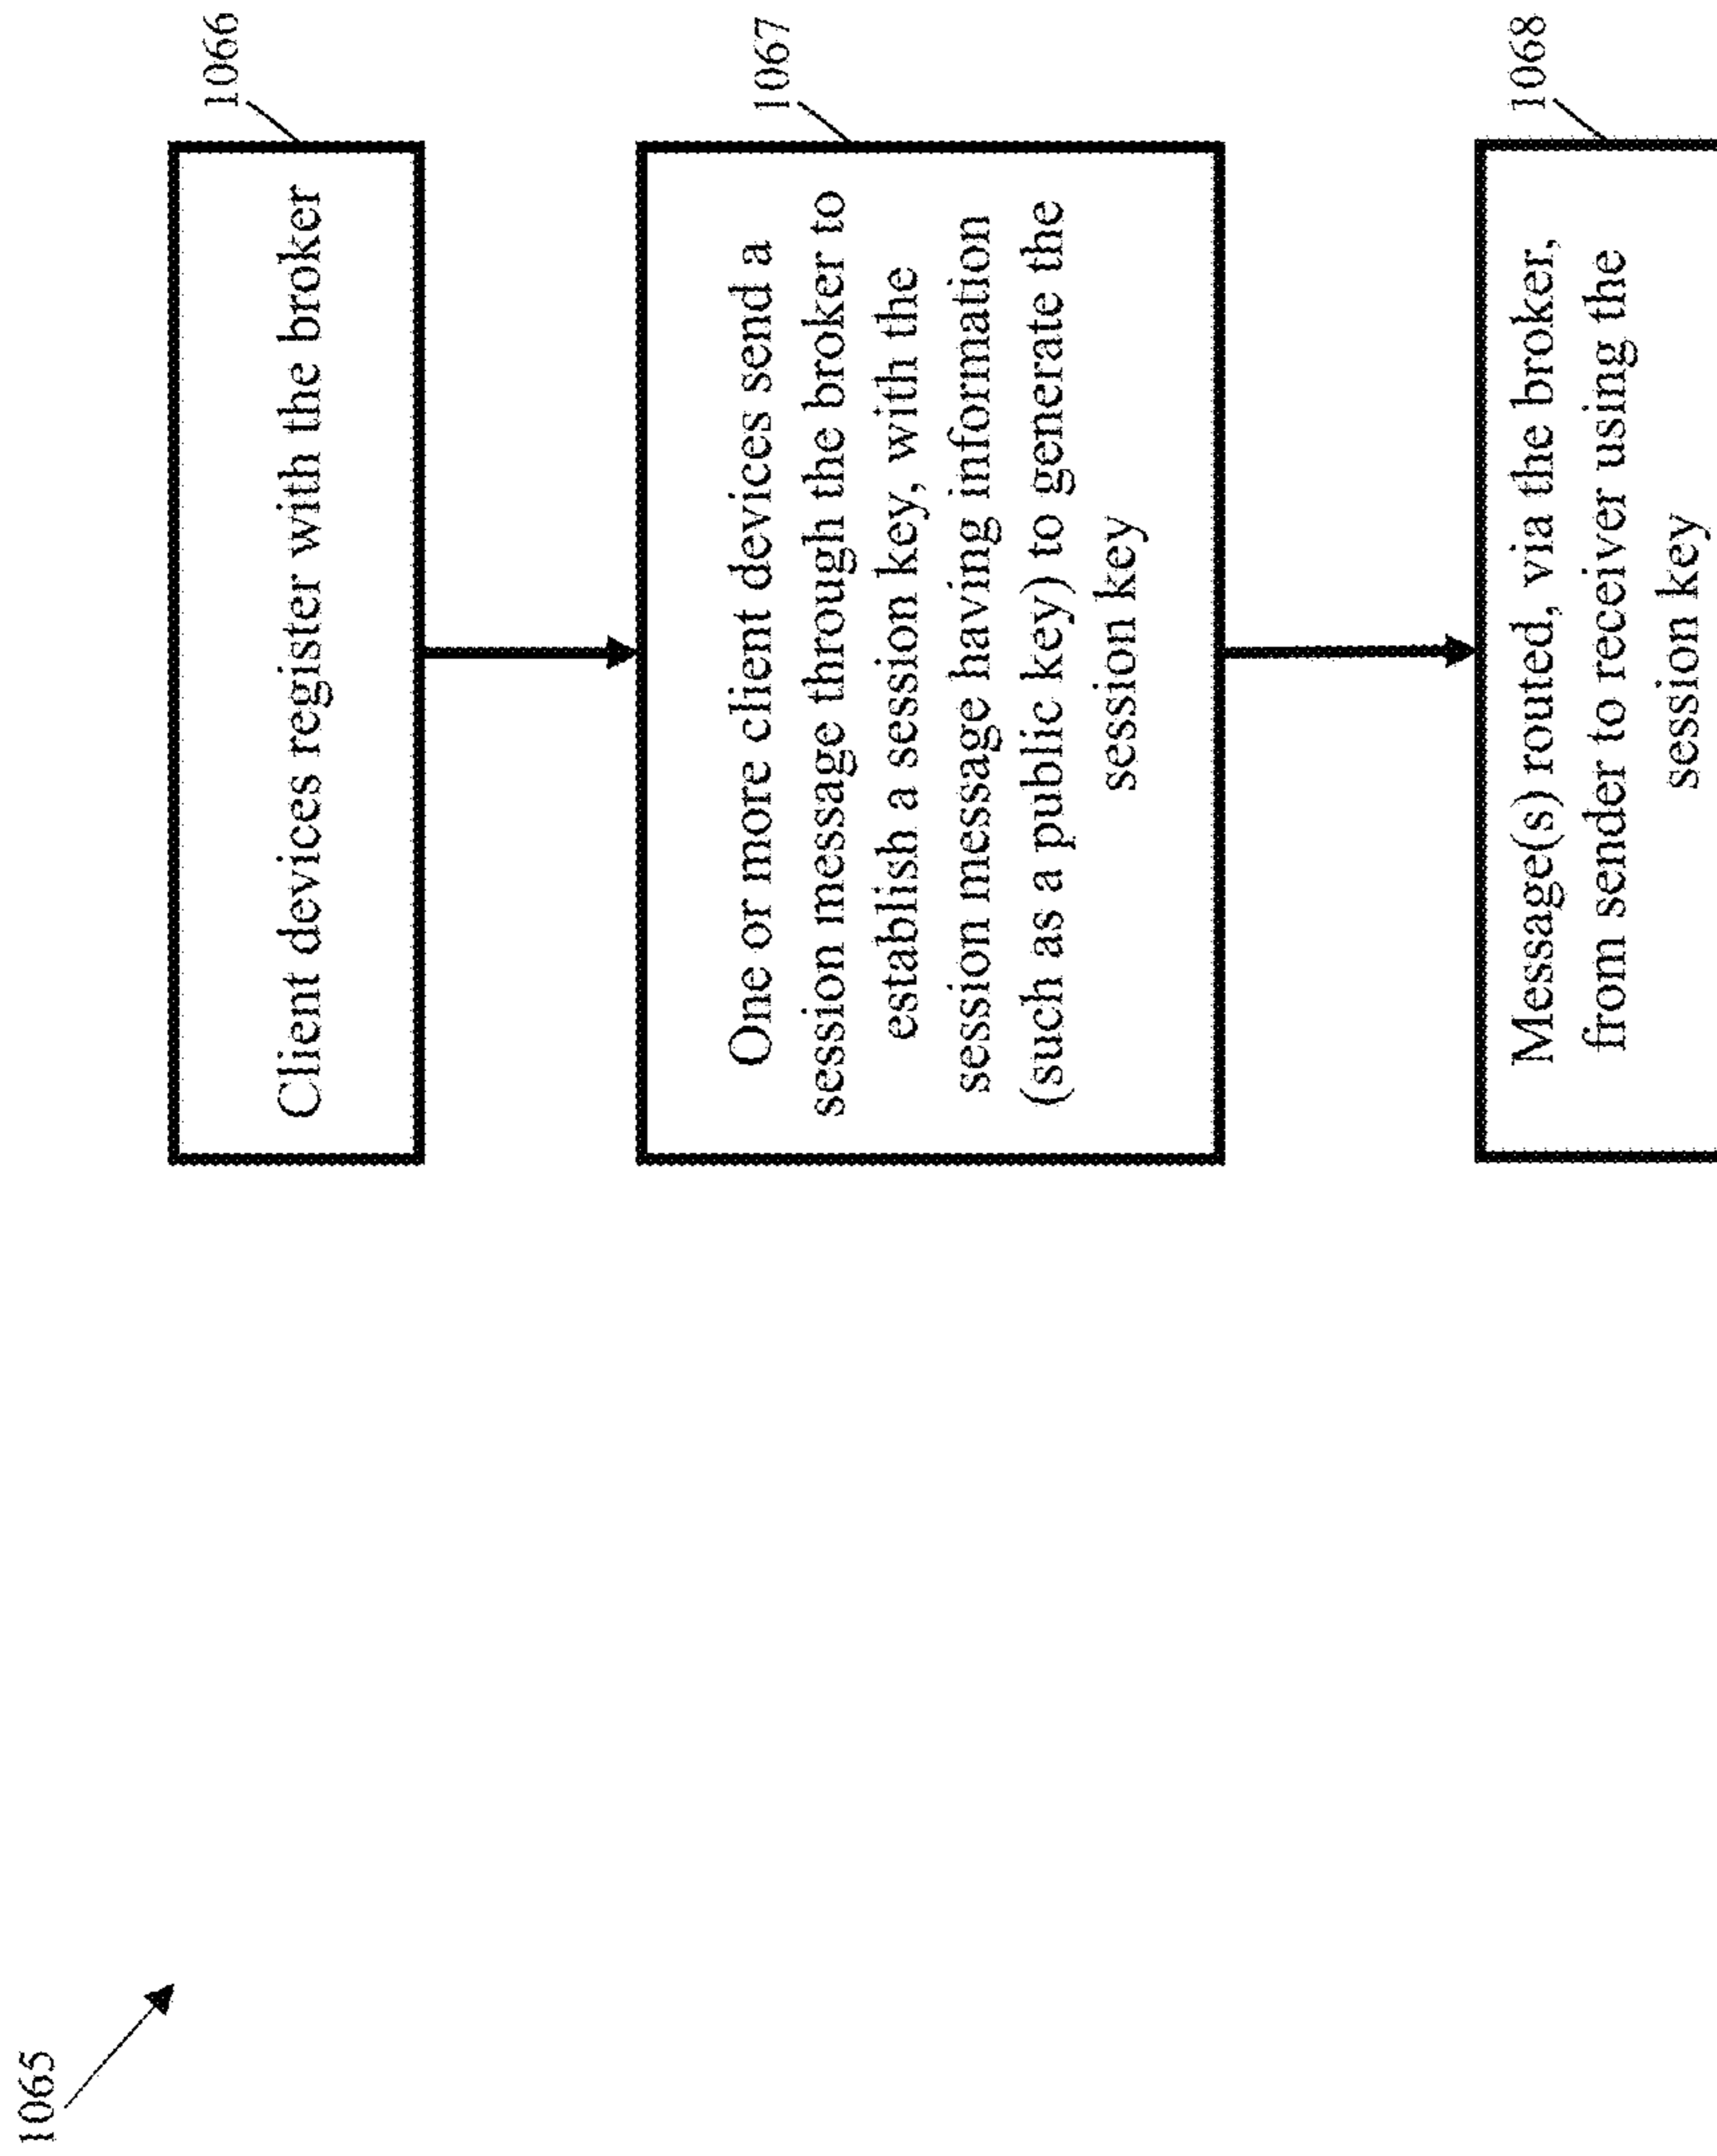 1065
1066
Client devices register with the broker
1067
One or more client devices send a
session message through the broker to
establish a session key, with the
session message having information
(such as a public key) to generate the
session key
1068
Message(s) routed, via the broker,
from sender to receiver using the
session key